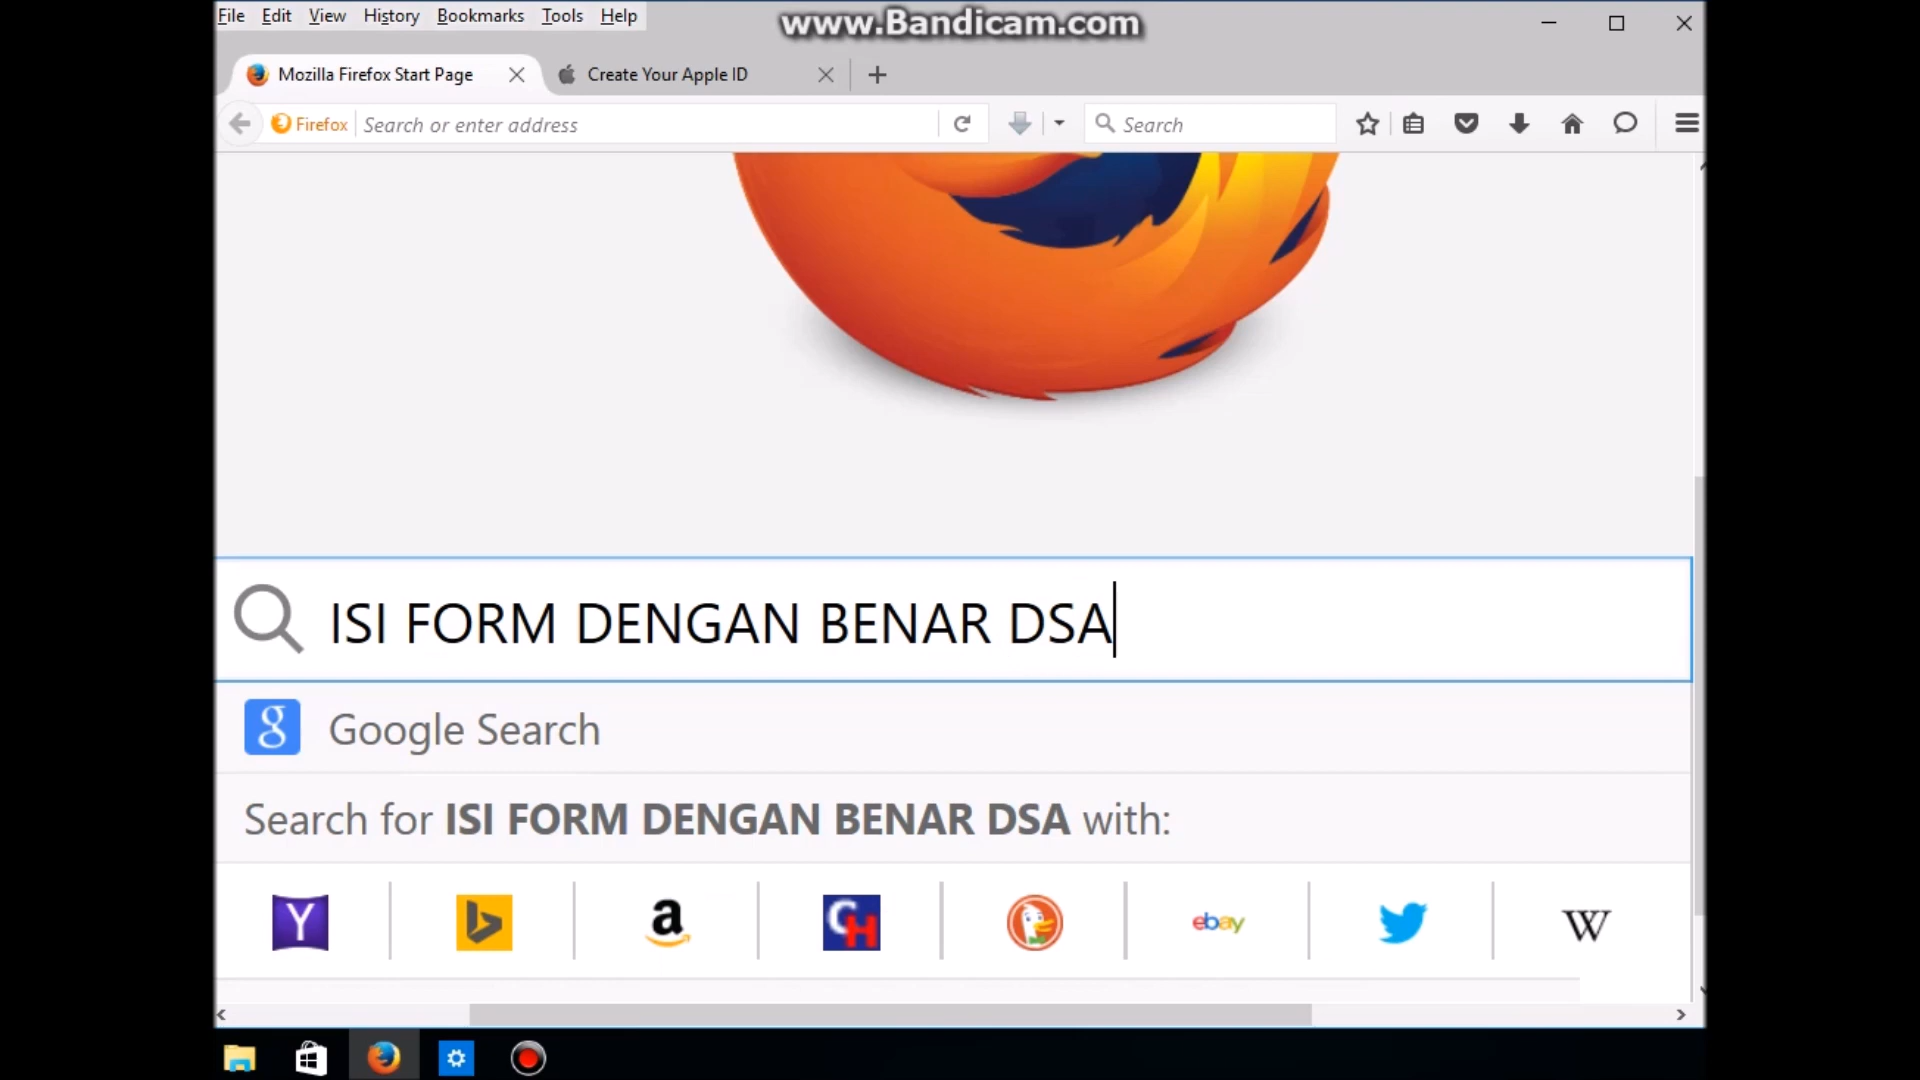 File Edit View History Bookmarks Tools Help
www.Bandicam.com
Mozilla Firefox Start Page
Create Your Apple ID
Firefox
Search or enter address
Search
ISI FORM DENGAN BENAR DSA
g
Google Search
Search for ISI FORM DENGAN BENAR DSA with:
Y
b
a
GH
ebay
W